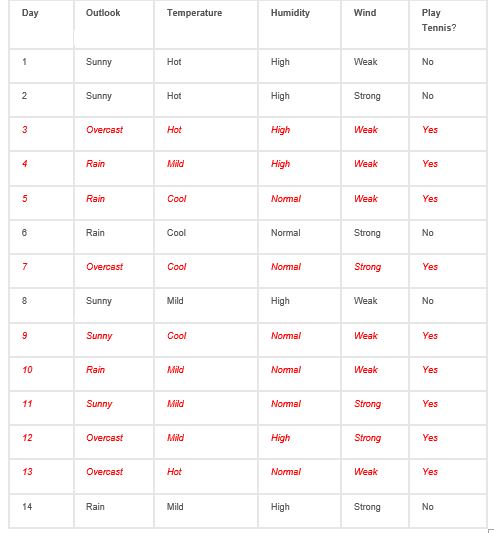 Day Outlook Temperature Humidity Wind Play
Tennis?
1 Sunny Hot High Weak No
2 Sunny Hot High Strong No
3 Overcast Hot High Weak Yes
4 Rain Mild High Weak Yes
5 Rain Cool Normal Weak Yes
6 Rain Cool Normal Strong No
7 Overcast Cool Normal Strong Yes
8 Sunny Mild High Weak No
9 Sunny Cool Normal Weak Yes
10 Rain Mild Normal Weak Yes
11 Sunny Mild Normal Strong Yes
12 Overcast Mild High Strong Yes
13 Overcast Hot Normal Weak Yes
14 Rain Mild High Strong No